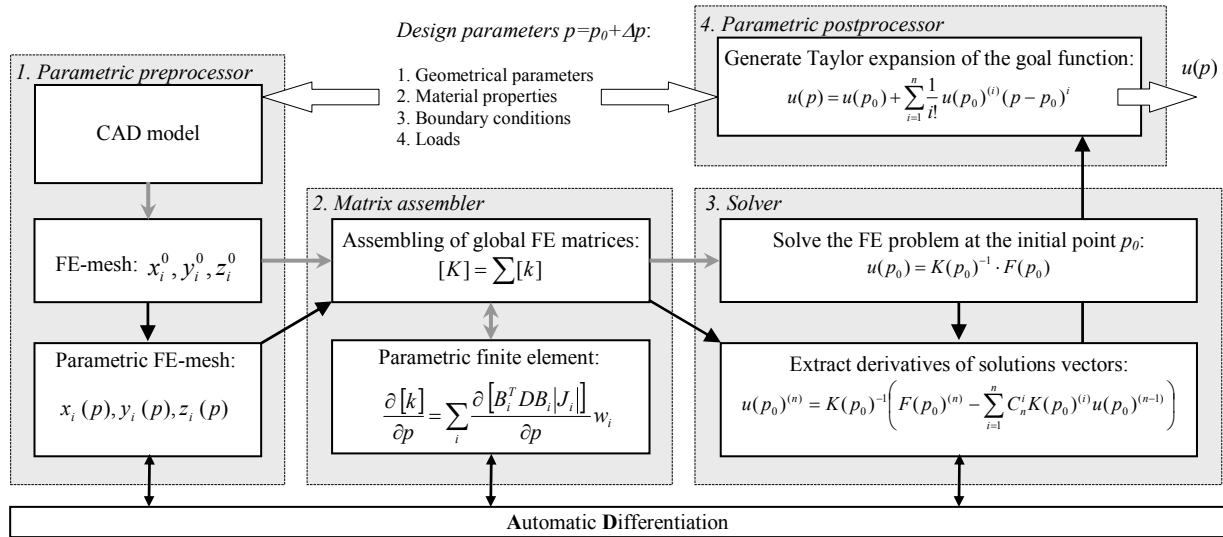 Design parameters p=p₀+Δp:
1. Geometrical parameters
2. Material properties
3. Boundary conditions
4. Loads
1. Parametric preprocessor
CAD model
FE-mesh: x_i^0, y_i^0, z_i^0
Parametric FE-mesh:
x_i (p), y_i (p), z_i (p)
2. Matrix assembler
Assembling of global FE matrices:
[K] = ∑[k]
Parametric finite element:
∂[k]/∂p = ∑_i ∂[B_i^T DB_i|J_i|]/∂p w_i
3. Solver
Solve the FE problem at the initial point p₀:
u(p₀) = K(p₀)^{-1} · F(p₀)
Extract derivatives of solutions vectors:
u(p₀)^{(n)} = K(p₀)^{-1}(F(p₀)^{(n)} − ∑_{i=1}^{n} C_n^i K(p₀)^{(i)} u(p₀)^{(n-1)})
4. Parametric postprocessor
Generate Taylor expansion of the goal function:
u(p) = u(p₀) + ∑_{i=1}^{n} 1/i! u(p₀)^{(i)} (p − p₀)^i
u(p)
Automatic Differentiation